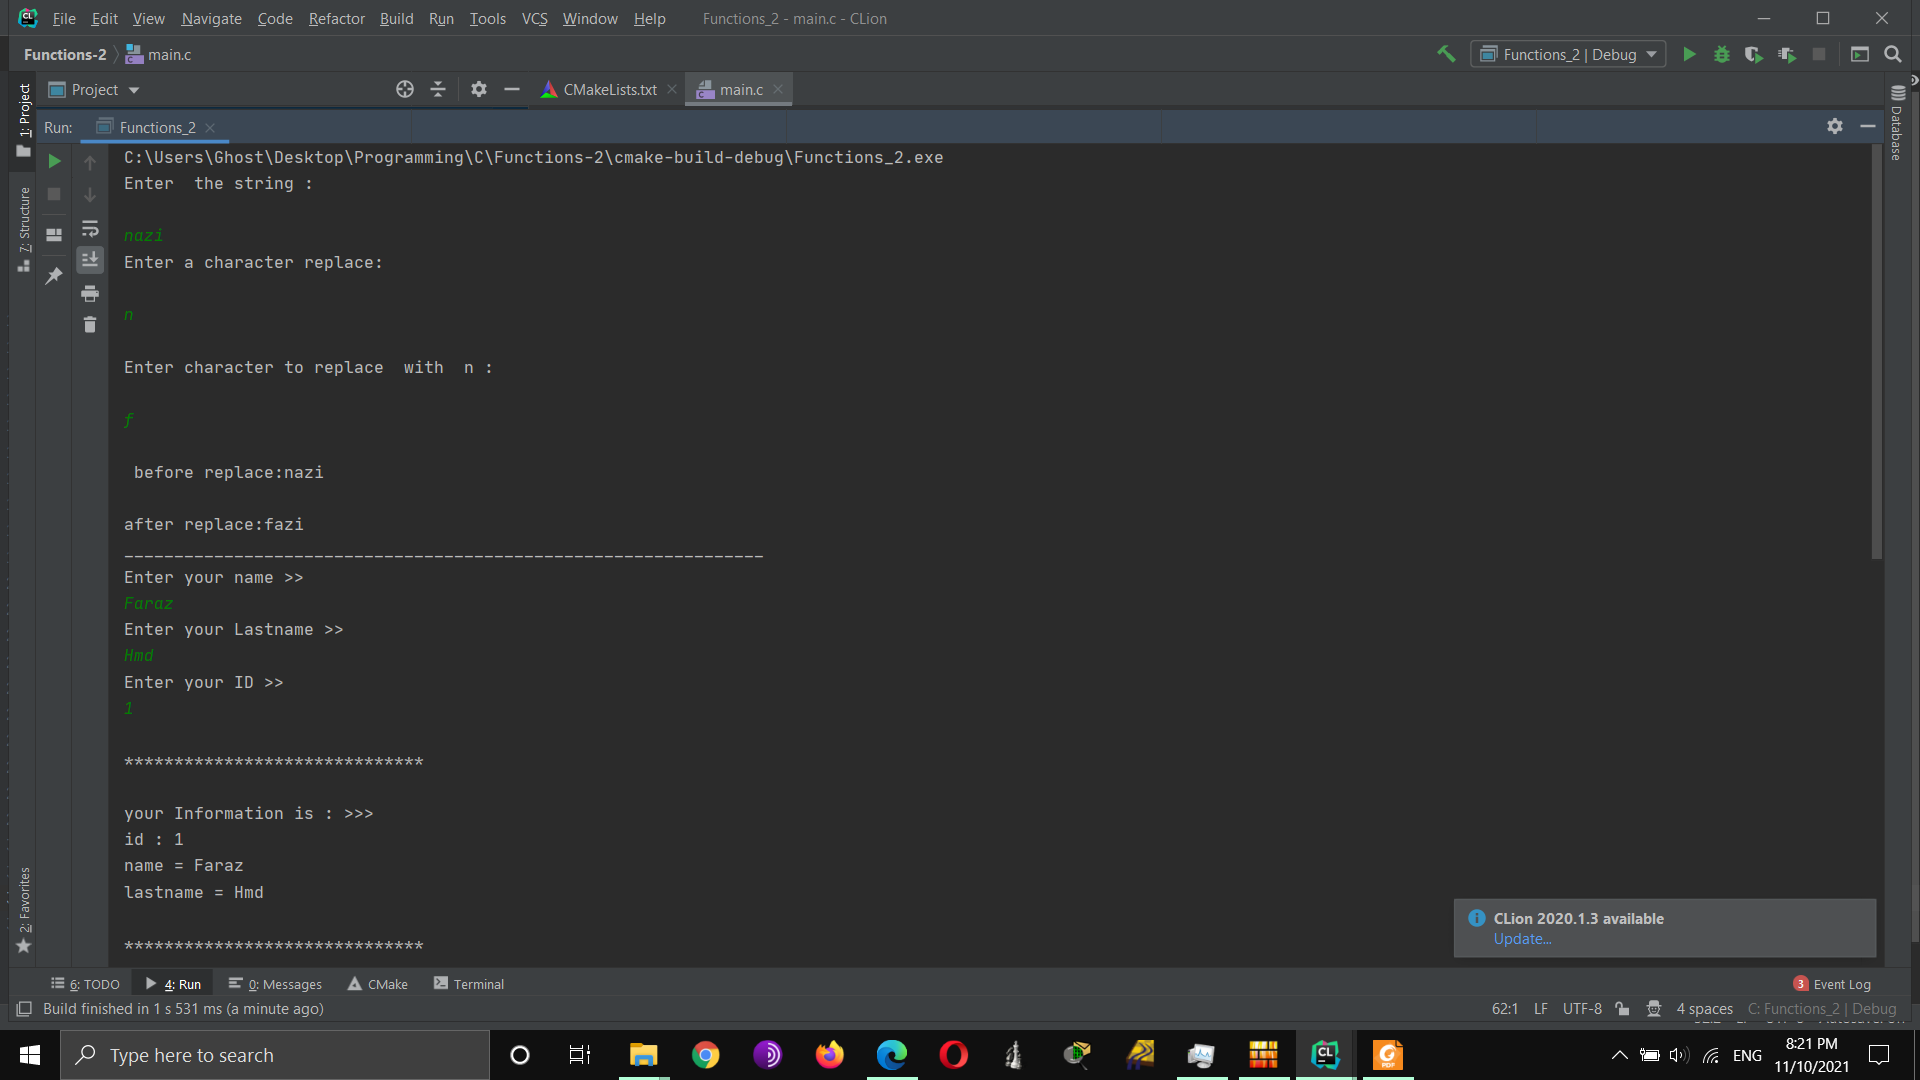 File Edit View Navigate Code Refactor Build Run Tools VCS Window Help Functions_2 - main.c - CLion
Functions-2 main.c Functions_2 | Debug
1: Project Project CMakeLists.txt main.c
Run: Functions_2
Database
7: Structure
2: Favorites
C:\Users\Ghost\Desktop\Programming\C\Functions-2\cmake-build-debug\Functions_2.exe
Enter  the string :
nazi
Enter a character replace:
n
Enter character to replace  with  n :
f
before replace:nazi
after replace:fazi
________________________________________________________________
Enter your name >>
Faraz
Enter your Lastname >>
Hmd
Enter your ID >>
1
******************************
your Information is : >>>
id : 1
name = Faraz
lastname = Hmd
******************************
CLion 2020.1.3 available
Update...
6: TODO 4: Run 0: Messages CMake Terminal 3 Event Log
Build finished in 1 s 531 ms (a minute ago) 62:1 LF UTF-8 4 spaces C: Functions_2 | Debug
Type here to search ENG 8:21 PM
11/10/2021